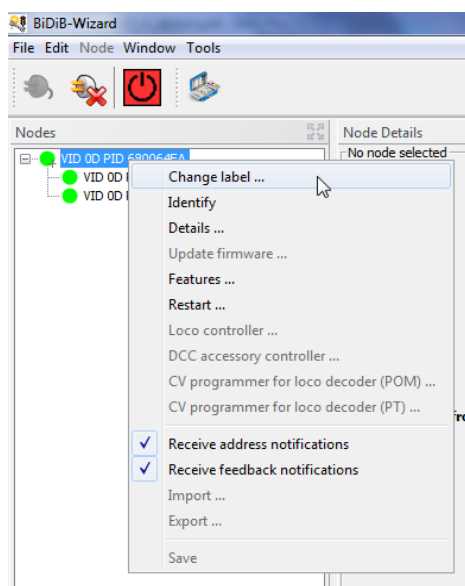 BiDiB-Wizard
File Edit Node Window Tools
Nodes
Node Details
No node selected
VID 0D PID 680064EA
VID 0D
VID 0D
Change label ...
Identify
Details ...
Update firmware ...
Features ...
Restart ...
Loco controller ...
DCC accessory controller ...
CV programmer for loco decoder (POM) ...
CV programmer for loco decoder (PT) ...
Receive address notifications
Receive feedback notifications
Import ...
Export ...
Save